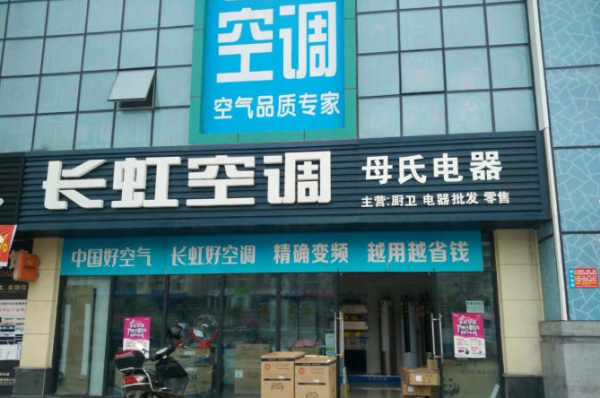 空调
空气品质专家
长虹空调
母氏电器
主营:厨卫 电器批发 零售
中国好空气 长虹好空调 精确变频 越用越省钱